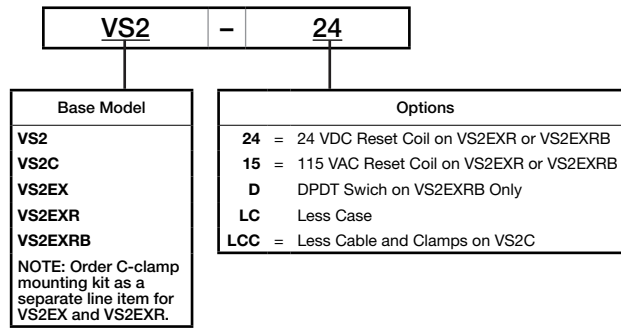 VS2 – 24
Base Model
VS2
VS2C
VS2EX
VS2EXR
VS2EXRB
NOTE: Order C-clamp
mounting kit as a
separate line item for
VS2EX and VS2EXR.
Options
24 = 24 VDC Reset Coil on VS2EXR or VS2EXRB
15 = 115 VAC Reset Coil on VS2EXR or VS2EXRB
D DPDT Swich on VS2EXRB Only
LC Less Case
LCC = Less Cable and Clamps on VS2C